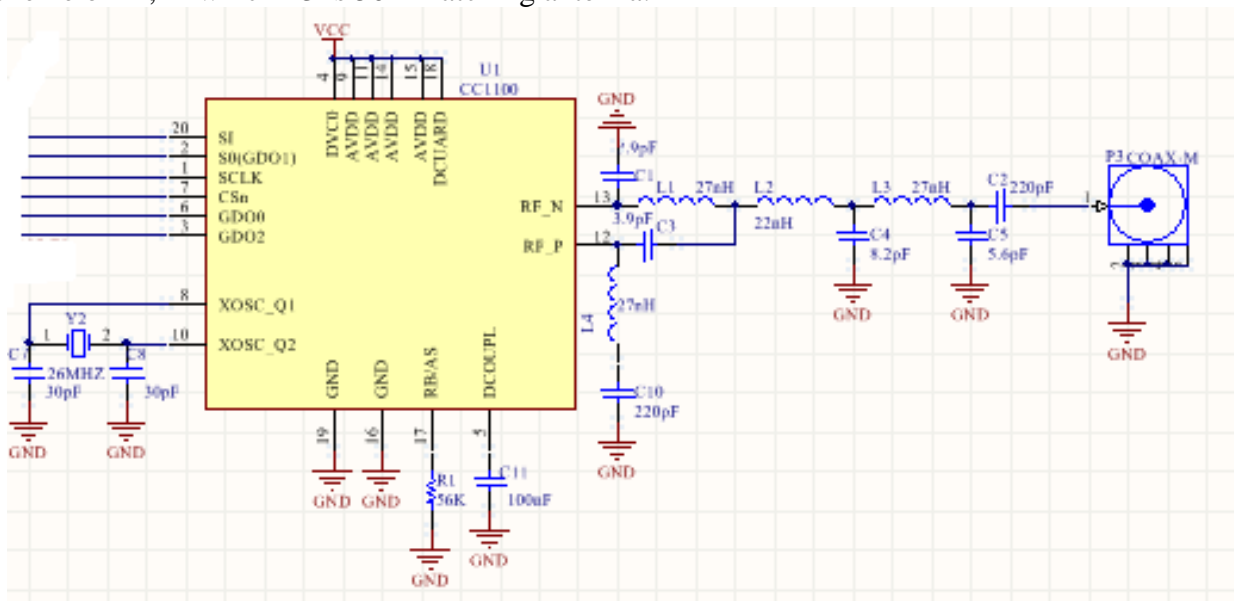 VCC
4
9
11
14
15
18
U1
CC1100
DVC0
AVDD
AVDD
AVDD
AVDD
DCUARD
20
SI
2
S0(GDO1)
1
SCLK
7
CSn
6
GDO0
3
GDO2
8
XOSC_Q1
10
XOSC_Q2
Y2
1
2
26MHZ
30pF
C8
30pF
GND
GND
RF_N
13
RF_P
12
GND
GND
RB/AS
DCOUPL
19
16
17
5
GND
GND
R1
56K
GND
C11
100nF
GND
GND
C1
L1
27nH
3.9pF
C3
L2
22nH
L3
27nH
C2
220pF
C4
8.2pF
GND
C5
5.6pF
GND
L4
27nH
C10
220pF
GND
P3
COAX-M
1
GND